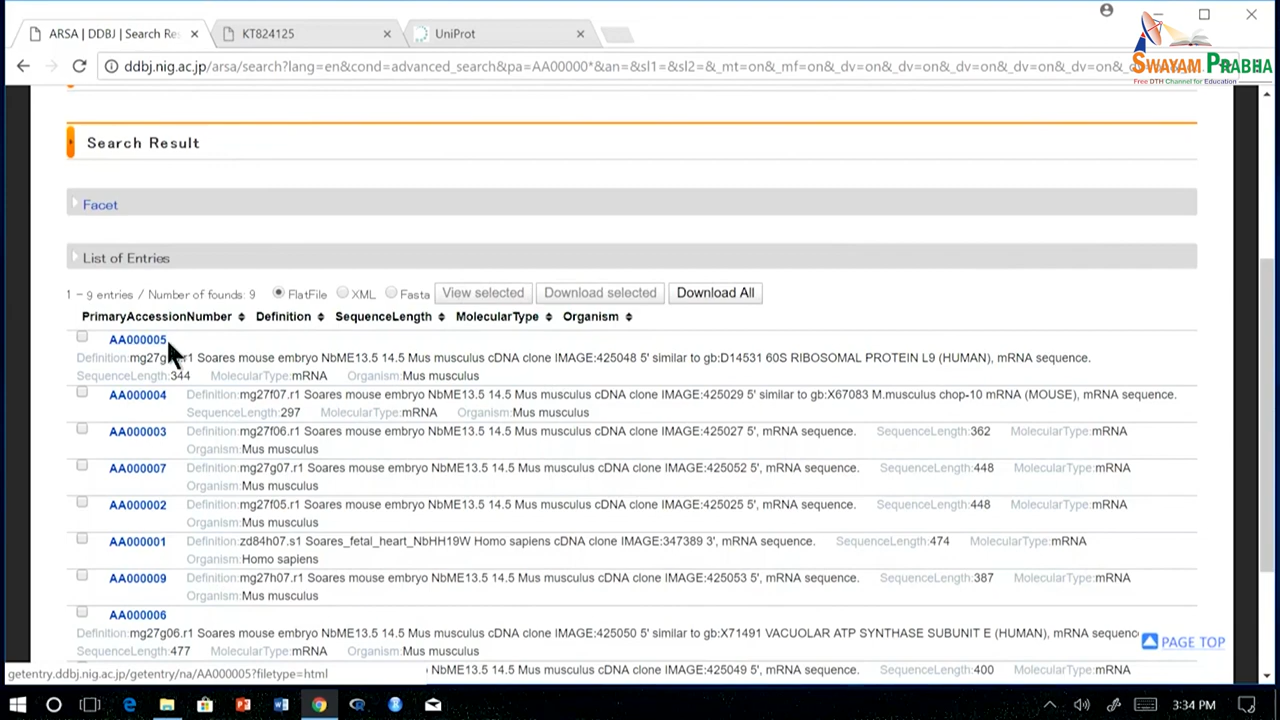 ARSA | DDBJ | Search Res
KT824125
UniProt
ddbj.nig.ac.jp/arsa/search?lang=en&cond=advanced_search&pa=AA00000*&an=&sl1=&sl2=&_mt=on&_mf=on&_dv=on&_dv=on&_dv=on&_dv=on&_dv=on&_d
SWAYAM PRABHA
Free DTH Channel for Education
Search Result
Facet
List of Entries
1 - 9 entries / Number of founds: 9 FlatFile XML Fasta View selected Download selected Download All
PrimaryAccessionNumber Definition SequenceLength MolecularType Organism
AA000005
Definition:mg27g r1 Soares mouse embryo NbME13.5 14.5 Mus musculus cDNA clone IMAGE:425048 5' similar to gb:D14531 60S RIBOSOMAL PROTEIN L9 (HUMAN), mRNA sequence.
SequenceLength:344 MolecularType:mRNA Organism:Mus musculus
AA000004 Definition:mg27f07.r1 Soares mouse embryo NbME13.5 14.5 Mus musculus cDNA clone IMAGE:425029 5' similar to gb:X67083 M.musculus chop-10 mRNA (MOUSE), mRNA sequence.
SequenceLength:297 MolecularType:mRNA Organism:Mus musculus
AA000003 Definition:mg27f06.r1 Soares mouse embryo NbME13.5 14.5 Mus musculus cDNA clone IMAGE:425027 5', mRNA sequence. SequenceLength:362 MolecularType:mRNA
Organism:Mus musculus
AA000007 Definition:mg27g07.r1 Soares mouse embryo NbME13.5 14.5 Mus musculus cDNA clone IMAGE:425052 5', mRNA sequence. SequenceLength:448 MolecularType:mRNA
Organism:Mus musculus
AA000002 Definition:mg27f05.r1 Soares mouse embryo NbME13.5 14.5 Mus musculus cDNA clone IMAGE:425025 5', mRNA sequence. SequenceLength:448 MolecularType:mRNA
Organism:Mus musculus
AA000001 Definition:zd84h07.s1 Soares_fetal_heart_NbHH19W Homo sapiens cDNA clone IMAGE:347389 3', mRNA sequence. SequenceLength:474 MolecularType:mRNA
Organism:Homo sapiens
AA000009 Definition:mg27h07.r1 Soares mouse embryo NbME13.5 14.5 Mus musculus cDNA clone IMAGE:425053 5', mRNA sequence. SequenceLength:387 MolecularType:mRNA
Organism:Mus musculus
AA000006
Definition:mg27g06.r1 Soares mouse embryo NbME13.5 14.5 Mus musculus cDNA clone IMAGE:425050 5' similar to gb:X71491 VACUOLAR ATP SYNTHASE SUBUNIT E (HUMAN), mRNA sequenc
PAGE TOP
SequenceLength:477 MolecularType:mRNA Organism:Mus musculus
NbME13.5 14.5 Mus musculus cDNA clone IMAGE:425049 5', mRNA sequence. SequenceLength:400 MolecularType:mRNA
getentry.ddbj.nig.ac.jp/getentry/na/AA000005?filetype=html
3:34 PM